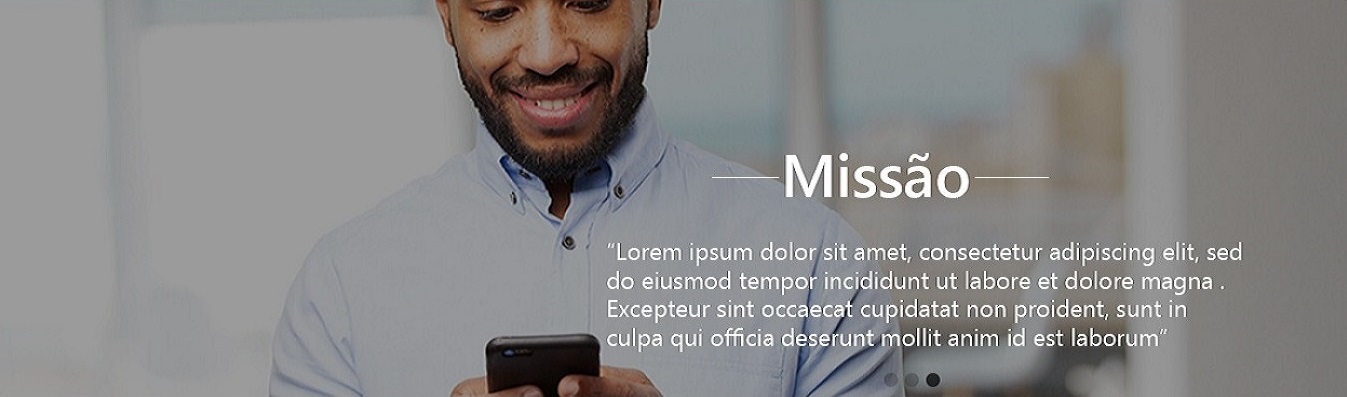 Missão
“Lorem ipsum dolor sit amet, consectetur adipiscing elit, sed
do eiusmod tempor incididunt ut labore et dolore magna .
Excepteur sint occaecat cupidatat non proident, sunt in
culpa qui officia deserunt mollit anim id est laborum”